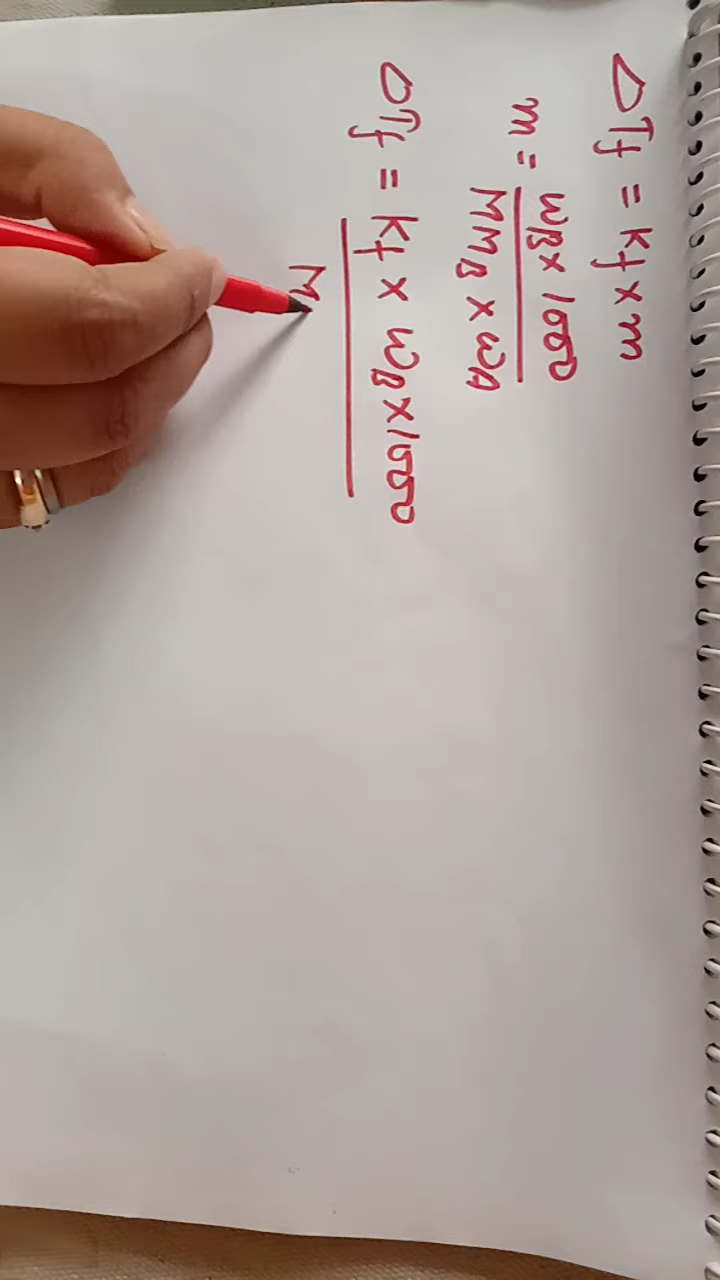 ΔTf = Kf × m
m = WB × 1000
MMB × WA
ΔTf = Kf × WB × 1000
M